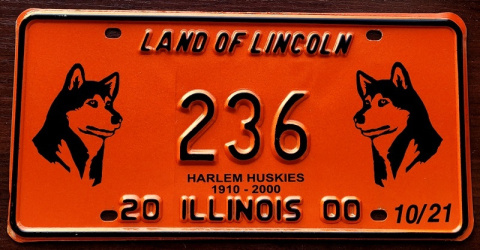 LAND OF LINCOLN
236
HARLEM HUSKIES
1910 - 2000
20 ILLINOIS 00 10/21